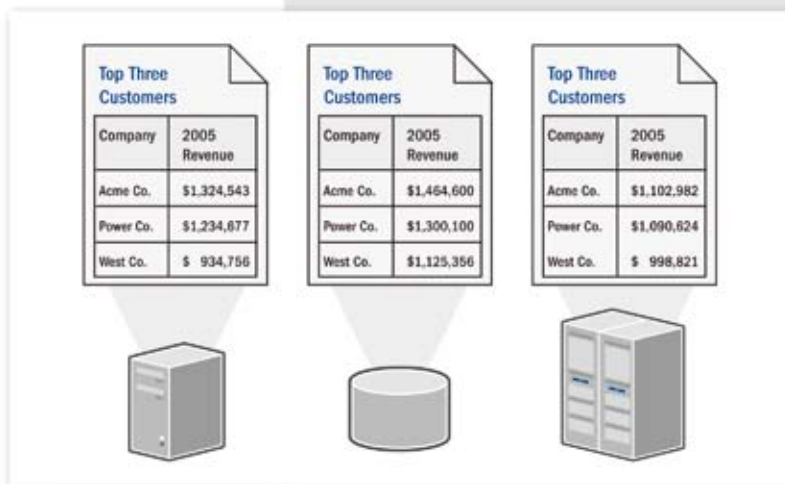 Top Three
Customers
Company 2005
Revenue
Acme Co. $1,324,543
Power Co. $1,234,677
West Co. $ 934,756
Top Three
Customers
Company 2005
Revenue
Acme Co. $1,464,600
Power Co. $1,300,100
West Co. $1,125,356
Top Three
Customers
Company 2005
Revenue
Acme Co. $1,102,982
Power Co. $1,090,624
West Co. $ 998,821